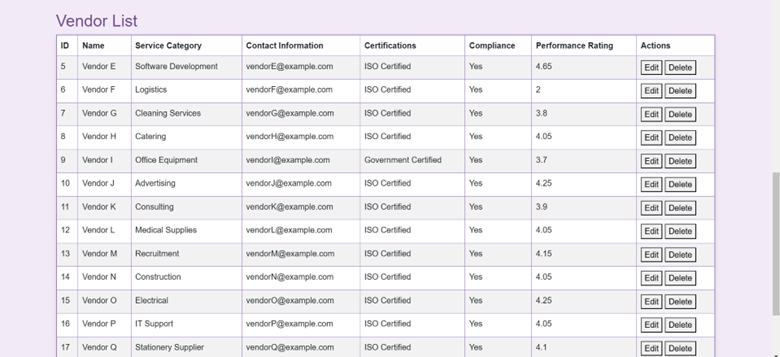 Vendor List
ID Name Service Category Contact Information Certifications Compliance Performance Rating Actions
5 Vendor E Software Development vendorE@example.com ISO Certified Yes 4.65 Edit Delete
6 Vendor F Logistics vendorF@example.com ISO Certified Yes 2 Edit Delete
7 Vendor G Cleaning Services vendorG@example.com ISO Certified Yes 3.8 Edit Delete
8 Vendor H Catering vendorH@example.com ISO Certified Yes 4.05 Edit Delete
9 Vendor I Office Equipment vendorI@example.com Government Certified Yes 3.7 Edit Delete
10 Vendor J Advertising vendorJ@example.com ISO Certified Yes 4.25 Edit Delete
11 Vendor K Consulting vendorK@example.com ISO Certified Yes 3.9 Edit Delete
12 Vendor L Medical Supplies vendorL@example.com ISO Certified Yes 4.05 Edit Delete
13 Vendor M Recruitment vendorM@example.com ISO Certified Yes 4.15 Edit Delete
14 Vendor N Construction vendorN@example.com ISO Certified Yes 4.05 Edit Delete
15 Vendor O Electrical vendorO@example.com ISO Certified Yes 4.25 Edit Delete
16 Vendor P IT Support vendorP@example.com ISO Certified Yes 4.05 Edit Delete
17 Vendor Q Stationery Supplier vendorQ@example.com ISO Certified Yes 4.1 Edit Delete